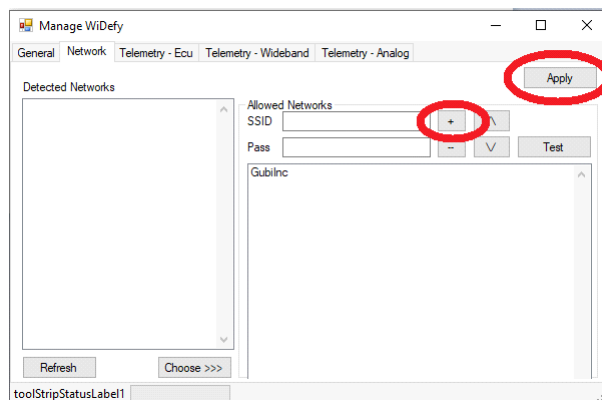 Manage WiDefy
General Network Telemetry - Ecu Telemetry - Wideband Telemetry - Analog
Apply
Detected Networks
Allowed Networks
SSID + /\
Pass - \/ Test
GubiInc
Refresh Choose >>>
toolStripStatusLabel1